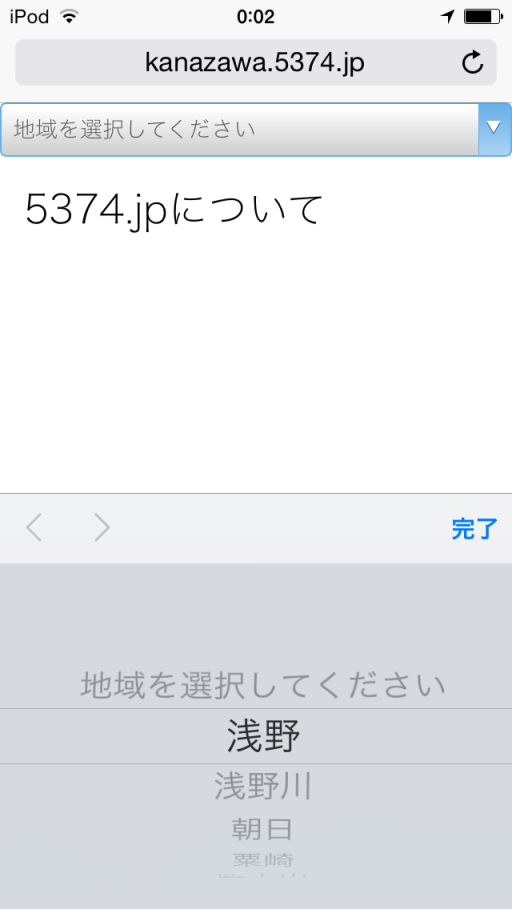 iPod 0:02
kanazawa.5374.jp
地域を選択してください
5374.jpについて
完了
地域を選択してください
浅野
浅野川
朝日
粟崎